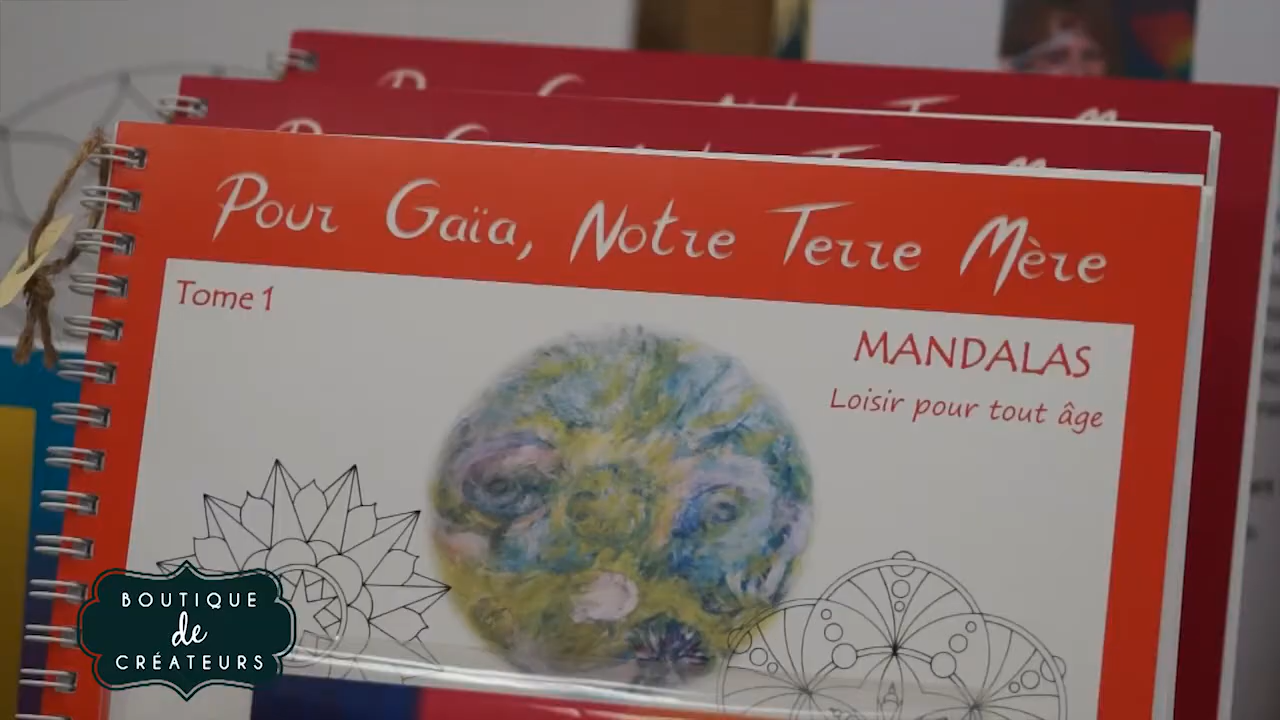 Pour Gaïa, Notre Terre Mère
Tome 1
MANDALAS
Loisir pour tout âge
BOUTIQUE
de
CRÉATEURS